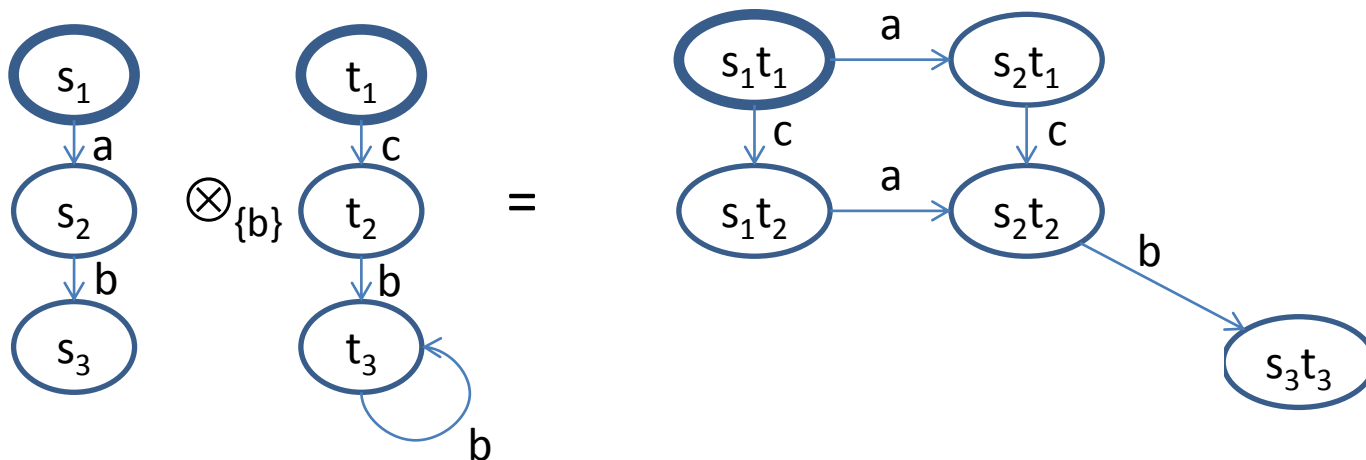 s₁ t₁ s₁t₁ a s₂t₁
a c c c
s₂ ⊗{b} t₂ = s₁t₂ a s₂t₂
b b b
s₃ t₃ s₃t₃
b